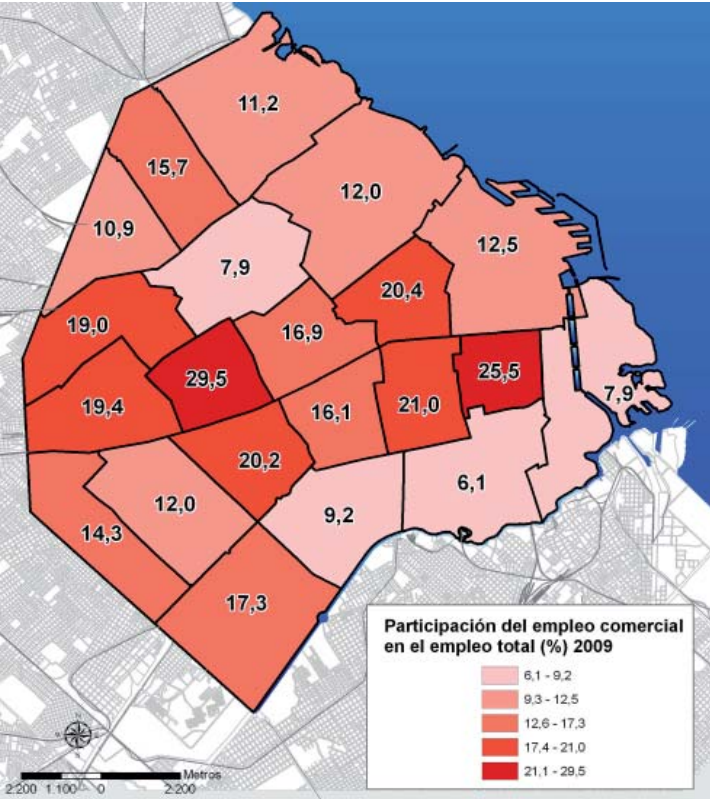 11,2
15,7
12,0
10,9
12,5
7,9
20,4
19,0
16,9
29,5
25,5
7,9
19,4
16,1
21,0
20,2
6,1
12,0
9,2
14,3
17,3
Participación del empleo comercial
en el empleo total (%) 2009
6,1 - 9,2
9,3 - 12,5
12,6 - 17,3
17,4 - 21,0
21,1 - 29,5
N
Metros
2.200 1.100 0 2.200